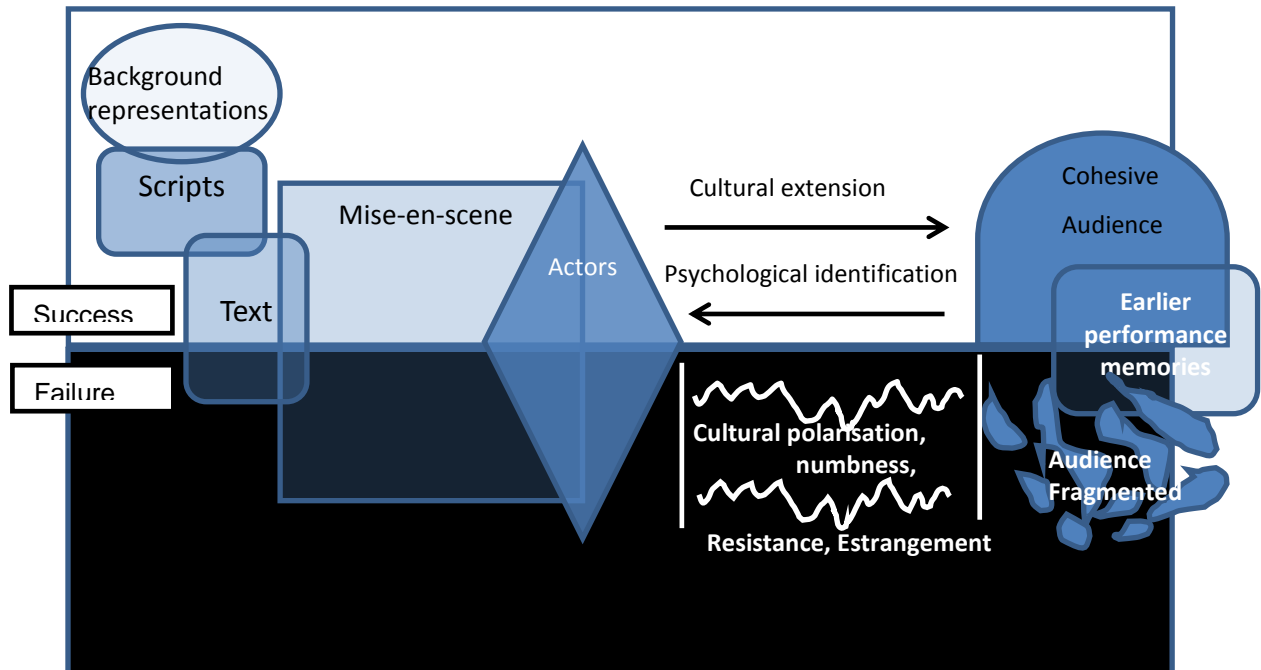 Background
representations
Scripts
Mise-en-scene
Text
Actors
Cultural extension
Psychological identification
Cohesive
Audience
Earlier
performance
memories
Success
Failure
Cultural polarisation,
numbness,
Resistance, Estrangement
Audience
Fragmented